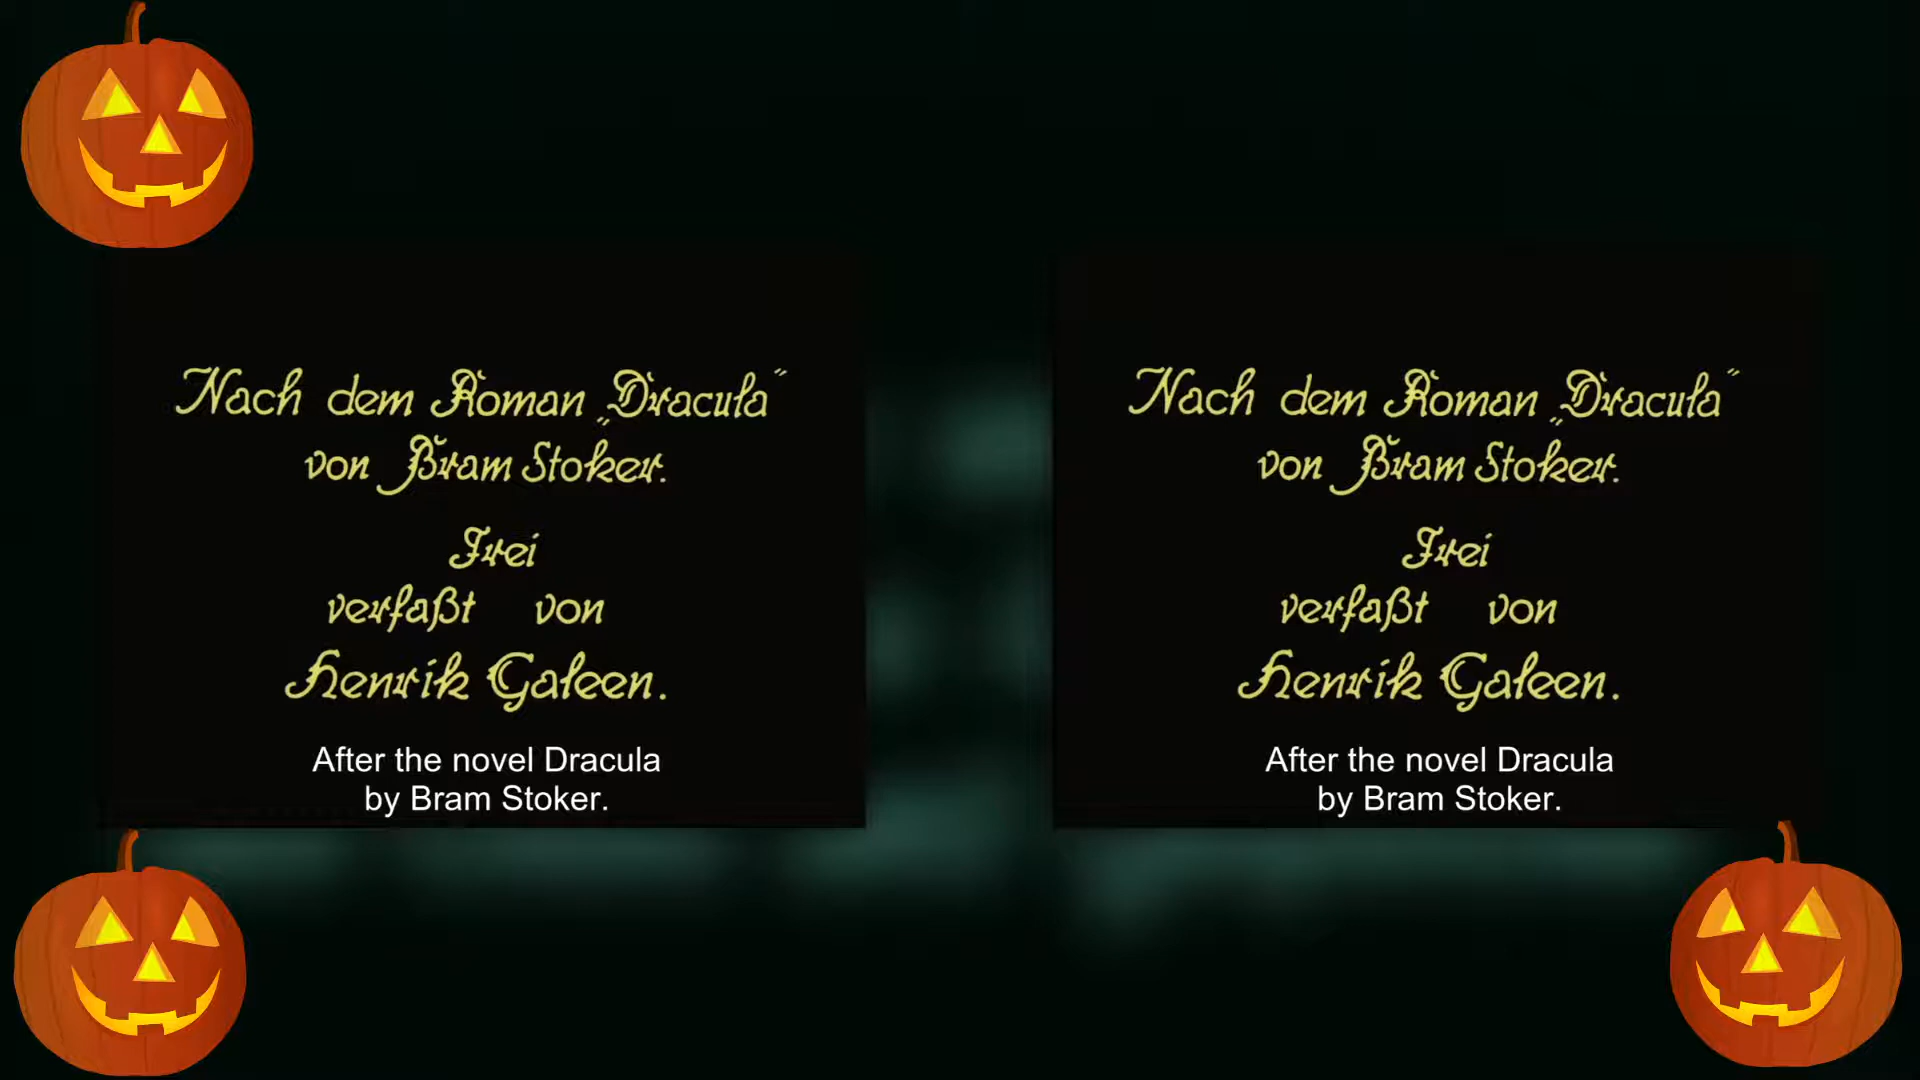 Nach dem Roman „Dracula“
von Bram Stoker.
Frei
verfaßt von
Henrik Galeen.
After the novel Dracula
by Bram Stoker.
Nach dem Roman „Dracula“
von Bram Stoker.
Frei
verfaßt von
Henrik Galeen.
After the novel Dracula
by Bram Stoker.